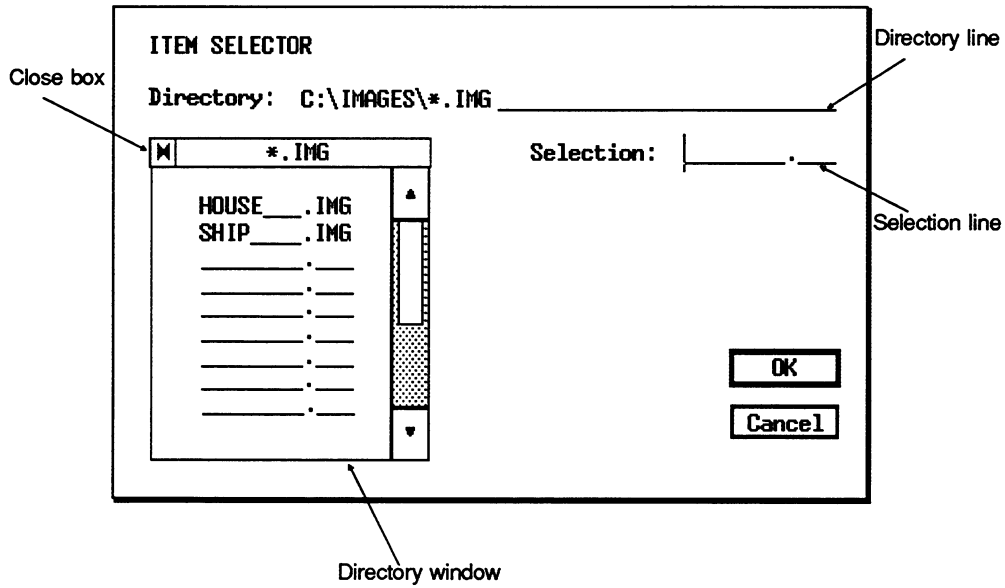 ITEM SELECTOR
Directory line
Close box
Directory: C:\IMAGES\*.IMG
*.IMG
Selection: .
HOUSE___.IMG
SHIP____.IMG
Selection line
OK
Cancel
Directory window